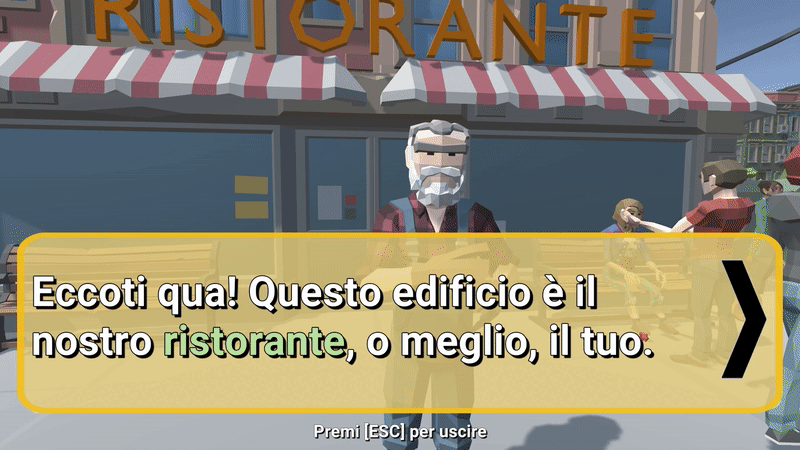 RISTORANTE
Eccoti qua! Questo edificio è il
nostro ristorante, o meglio, il tuo.
Premi [ESC] per uscire